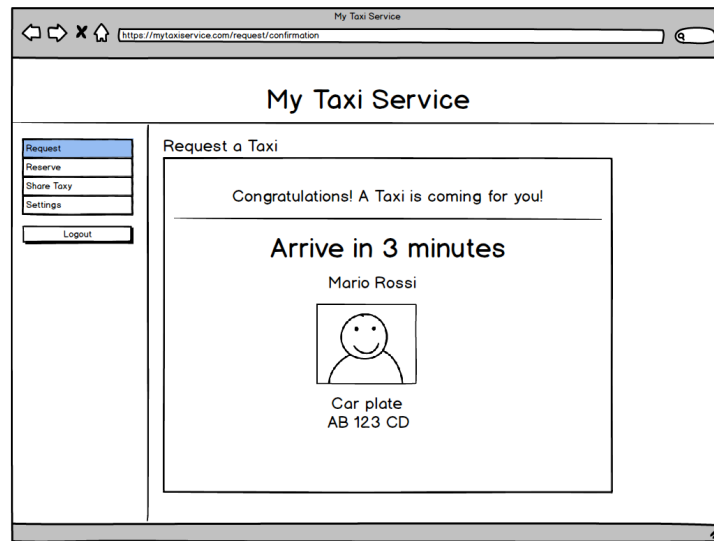 My Taxi Service
https://mytaxiservice.com/request/confirmation
My Taxi Service
Request
Reserve
Share Taxy
Settings
Logout
Request a Taxi
Congratulations! A Taxi is coming for you!
Arrive in 3 minutes
Mario Rossi
Car plate
AB 123 CD